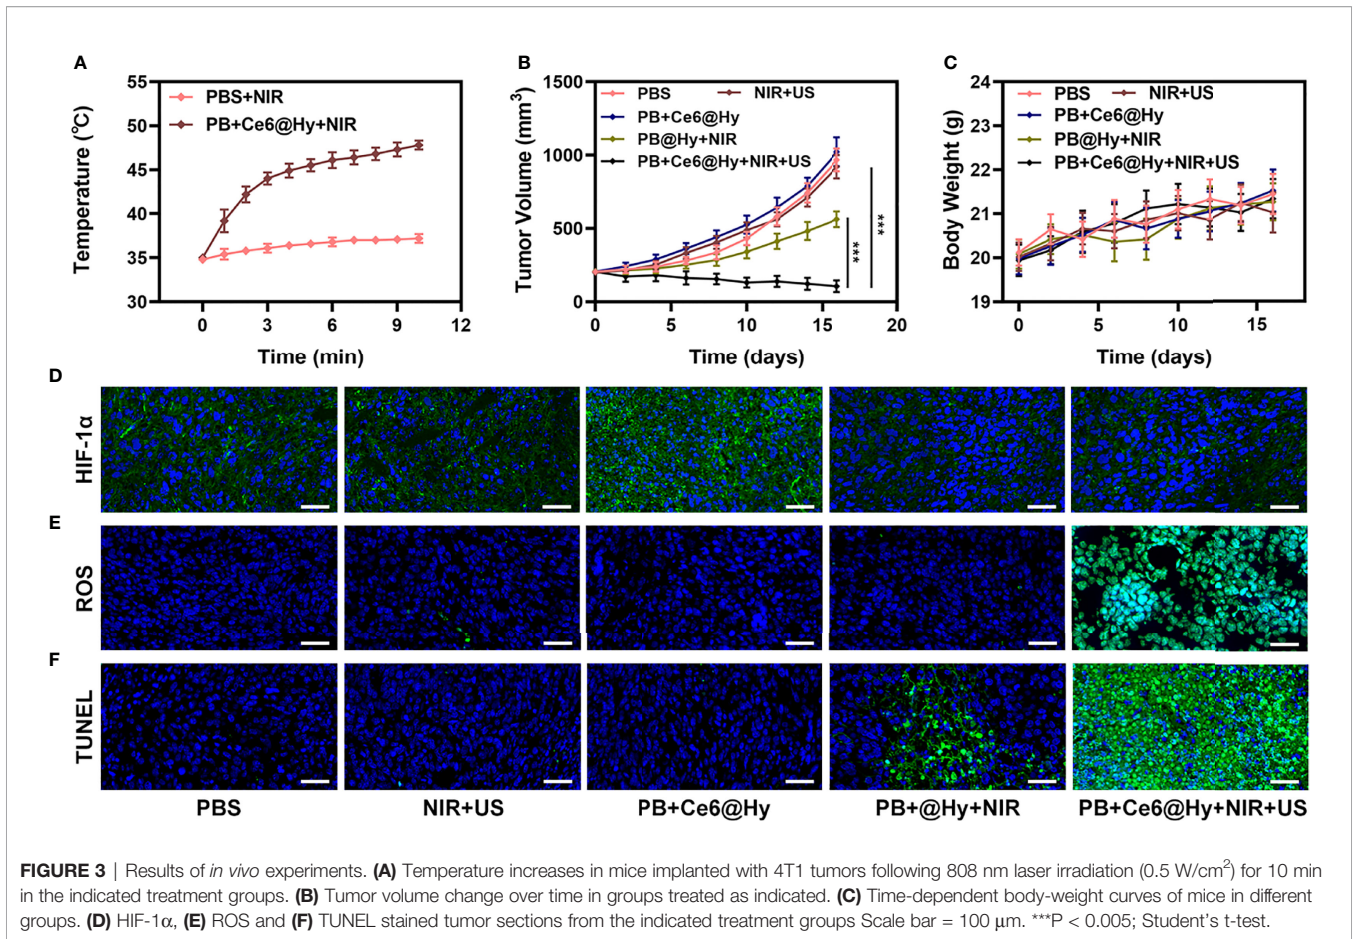 A
55
50
45
40
35
30
Temperature (℃)
PBS+NIR
PB+Ce6@Hy+NIR
0
3
6
9
12
Time (min)
B
1500
1000
500
0
Tumor Volume (mm³)
PBS
NIR+US
PB+Ce6@Hy
PB@Hy+NIR
PB+Ce6@Hy+NIR+US
***
***
0
5
10
15
20
Time (days)
C
24
23
22
21
20
19
Body Weight (g)
PBS
NIR+US
PB+Ce6@Hy
PB@Hy+NIR
PB+Ce6@Hy+NIR+US
0
5
10
15
Time (days)
D
HIF-1α
E
ROS
F
TUNEL
PBS
NIR+US
PB+Ce6@Hy
PB+@Hy+NIR
PB+Ce6@Hy+NIR+US
FIGURE 3 | Results of in vivo experiments. (A) Temperature increases in mice implanted with 4T1 tumors following 808 nm laser irradiation (0.5 W/cm²) for 10 min
in the indicated treatment groups. (B) Tumor volume change over time in groups treated as indicated. (C) Time-dependent body-weight curves of mice in different
groups. (D) HIF-1α, (E) ROS and (F) TUNEL stained tumor sections from the indicated treatment groups Scale bar = 100 μm. ***P < 0.005; Student's t-test.